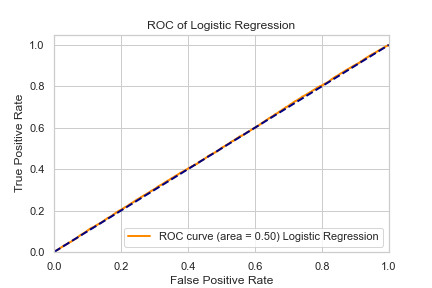 ROC of Logistic Regression
True Positive Rate
1.0
0.8
0.6
0.4
0.2
0.0
ROC curve (area = 0.50) Logistic Regression
0.0 0.2 0.4 0.6 0.8 1.0
False Positive Rate